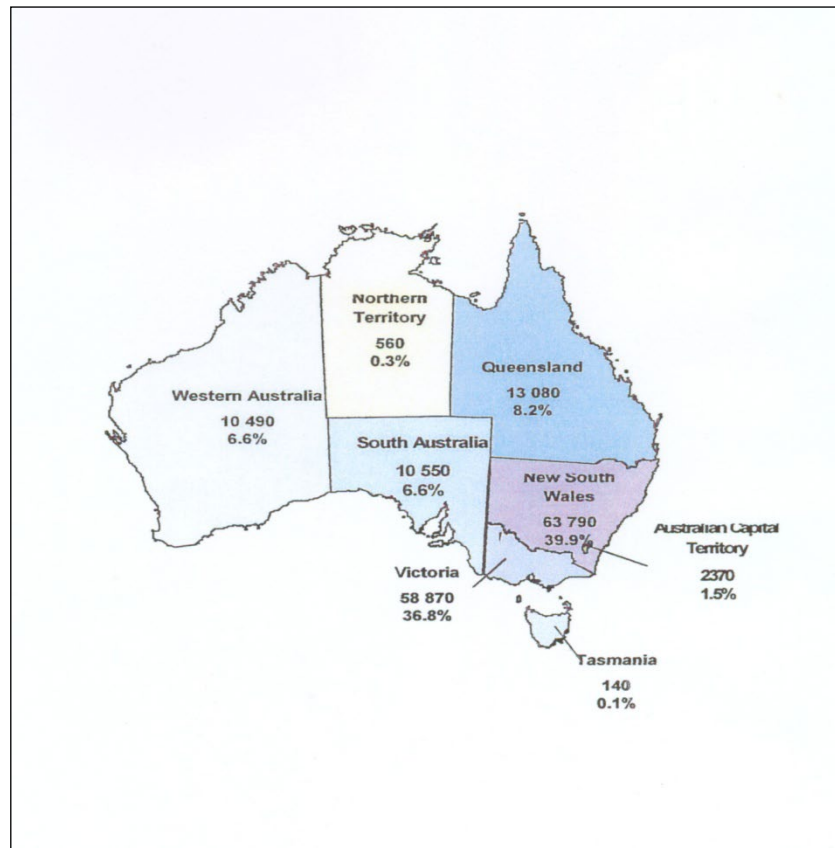 Northern
Territory
560
0.3%
Queensland
13 080
8.2%
Western Australia
10 490
6.6%
South Australia
10 550
6.6%
New South
Wales
63 790
39.9%
Australian Capital
Territory
2370
1.5%
Victoria
58 870
36.8%
Tasmania
140
0.1%